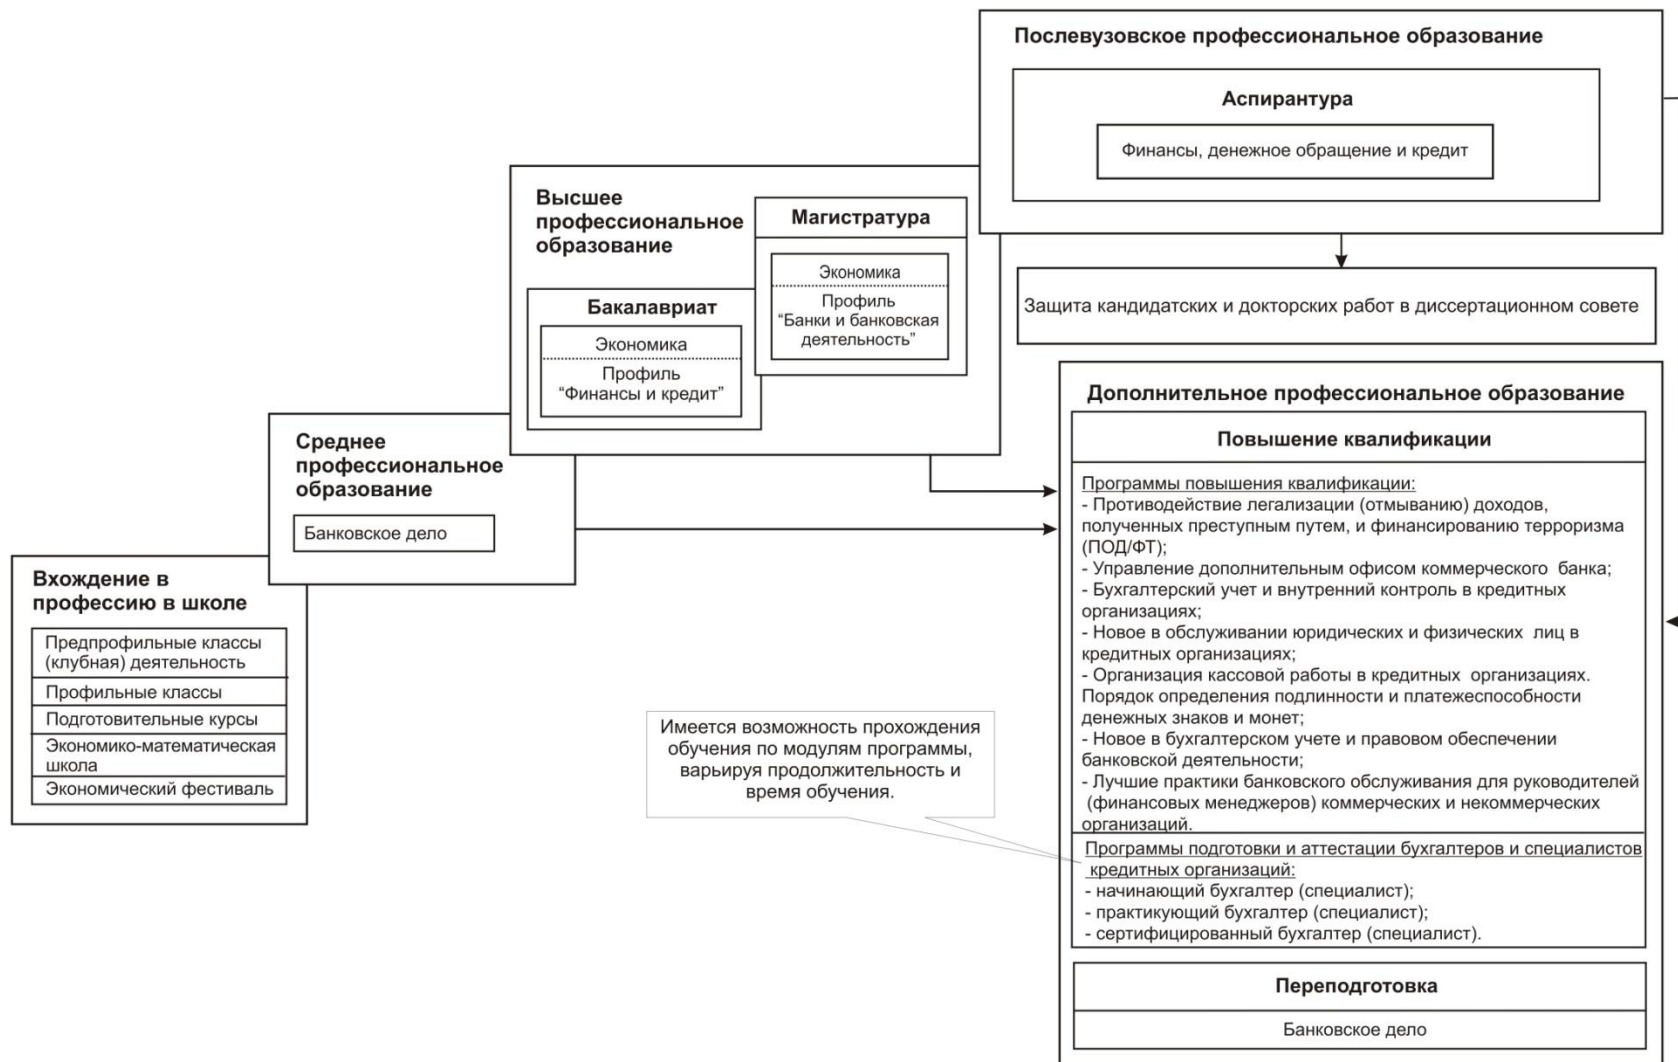 Послевузовское профессиональное образование
Аспирантура
Финансы, денежное обращение и кредит
Высшее
профессиональное
образование
Магистратура
Экономика
Профиль
“Банки и банковская
деятельность”
Бакалавриат
Экономика
Профиль
“Финансы и кредит”
Защита кандидатских и докторских работ в диссертационном совете
Среднее
профессиональное
образование
Банковское дело
Вхождение в
профессию в школе
Предпрофильные классы
(клубная) деятельность
Профильные классы
Подготовительные курсы
Экономико-математическая
школа
Экономический фестиваль
Имеется возможность прохождения
обучения по модулям программы,
варьируя продолжительность и
время обучения.
Дополнительное профессиональное образование
Повышение квалификации
Программы повышения квалификации:
- Противодействие легализации (отмыванию) доходов,
полученных преступным путем, и финансированию терроризма
(ПОД/ФТ);
- Управление дополнительным офисом коммерческого банка;
- Бухгалтерский учет и внутренний контроль в кредитных
организациях;
- Новое в обслуживании юридических и физических лиц в
кредитных организациях;
- Организация кассовой работы в кредитных организациях.
Порядок определения подлинности и платежеспособности
денежных знаков и монет;
- Новое в бухгалтерском учете и правовом обеспечении
банковской деятельности;
- Лучшие практики банковского обслуживания для руководителей
(финансовых менеджеров) коммерческих и некоммерческих
организаций.
Программы подготовки и аттестации бухгалтеров и специалистов
кредитных организаций:
- начинающий бухгалтер (специалист);
- практикующий бухгалтер (специалист);
- сертифицированный бухгалтер (специалист).
Переподготовка
Банковское дело